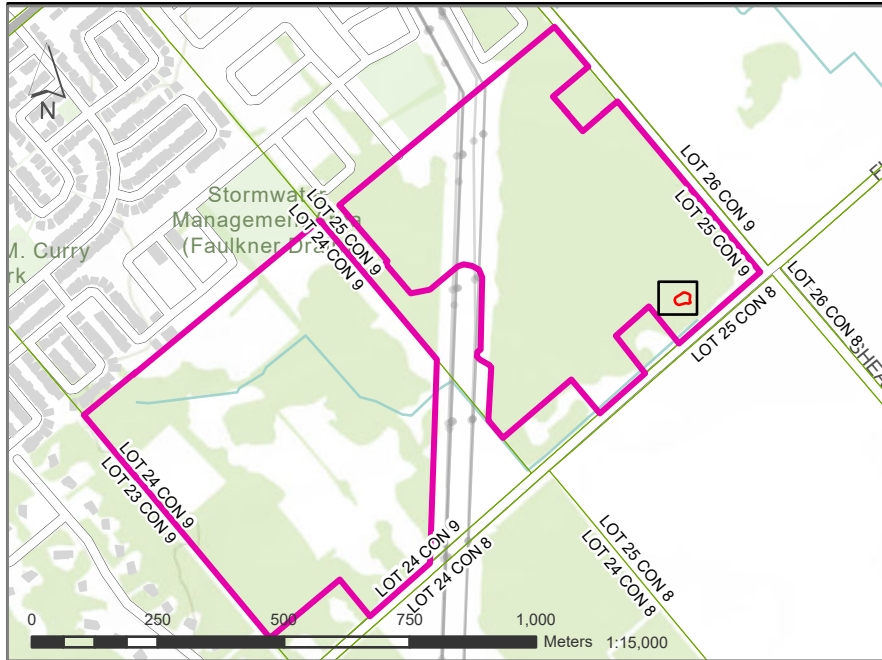 N
Stormwater
Management Area
(Faulkner Drain)
M. Curry
rk
LOT 26 CON 9
LOT 25 CON 9
LOT 25 CON 9
LOT 24 CON 9
LOT 26 CON 8
LOT 25 CON 8
SHEA
LOT 24 CON 9
LOT 23 CON 9
LOT 24 CON 9
LOT 24 CON 8
LOT 25 CON 8
LOT 24 CON 8
0 250 500 750 1,000
Meters 1:15,000